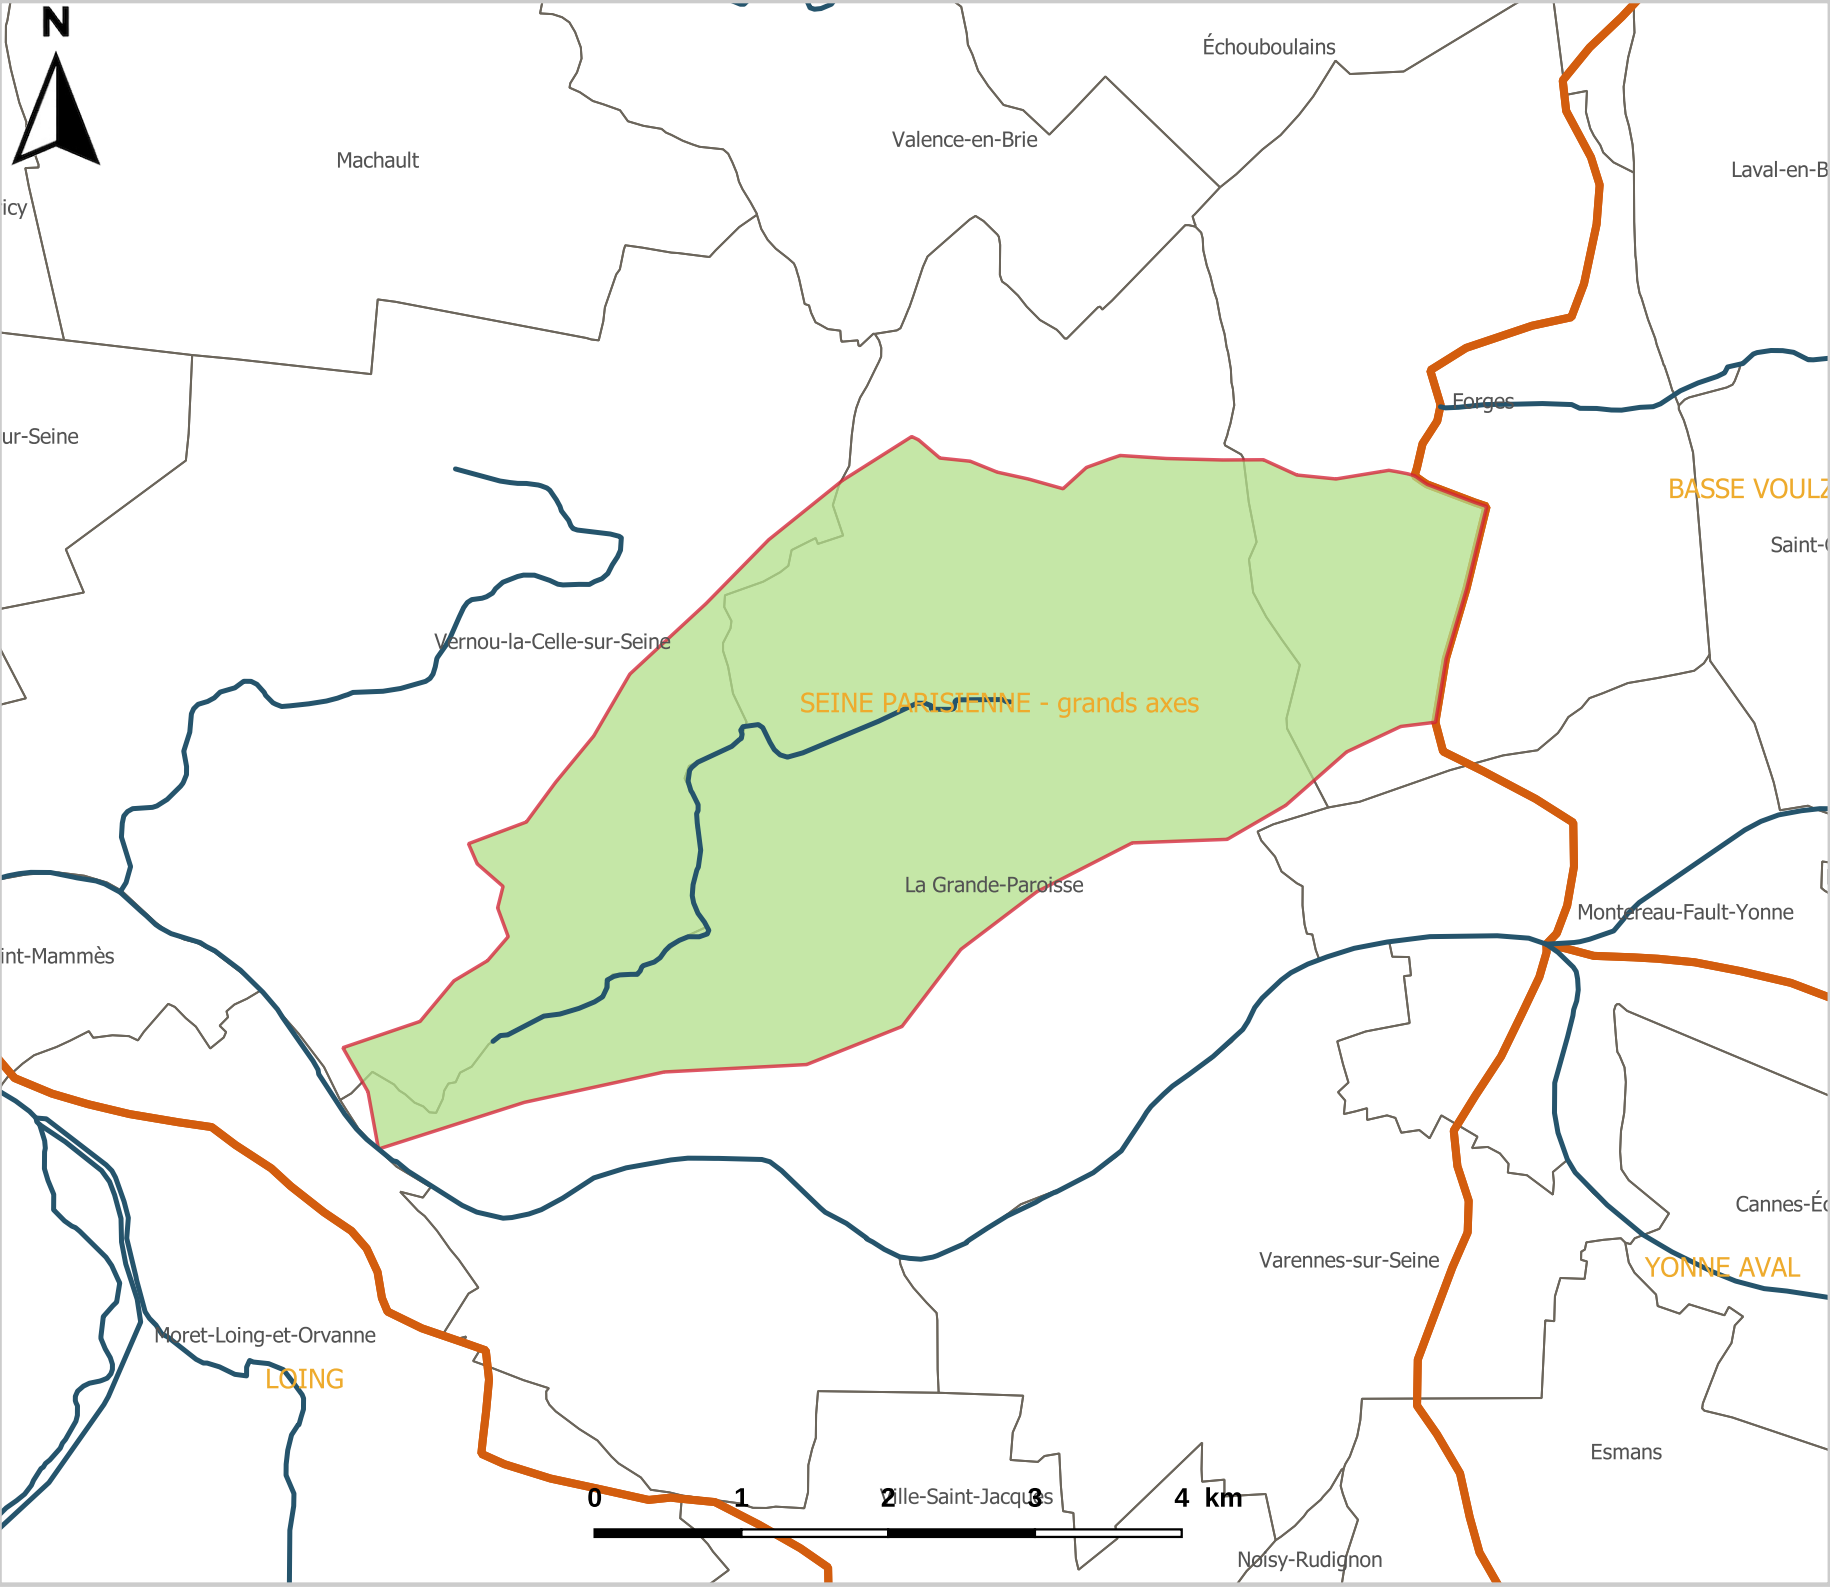 N
Échouboulains
Valence-en-Brie
Machault
Laval-en-B
icy
Forges
ur-Seine
BASSE VOULZ
Saint-
Vernou-la-Celle-sur-Seine
SEINE PARISIENNE - grands axes
La Grande-Paroisse
Montereau-Fault-Yonne
int-Mammès
Cannes-Éc
Varennes-sur-Seine
YONNE AVAL
Moret-Loing-et-Orvanne
LOING
Esmans
Ville-Saint-Jacques
0 1 2 3 4 km
Noisy-Rudignon